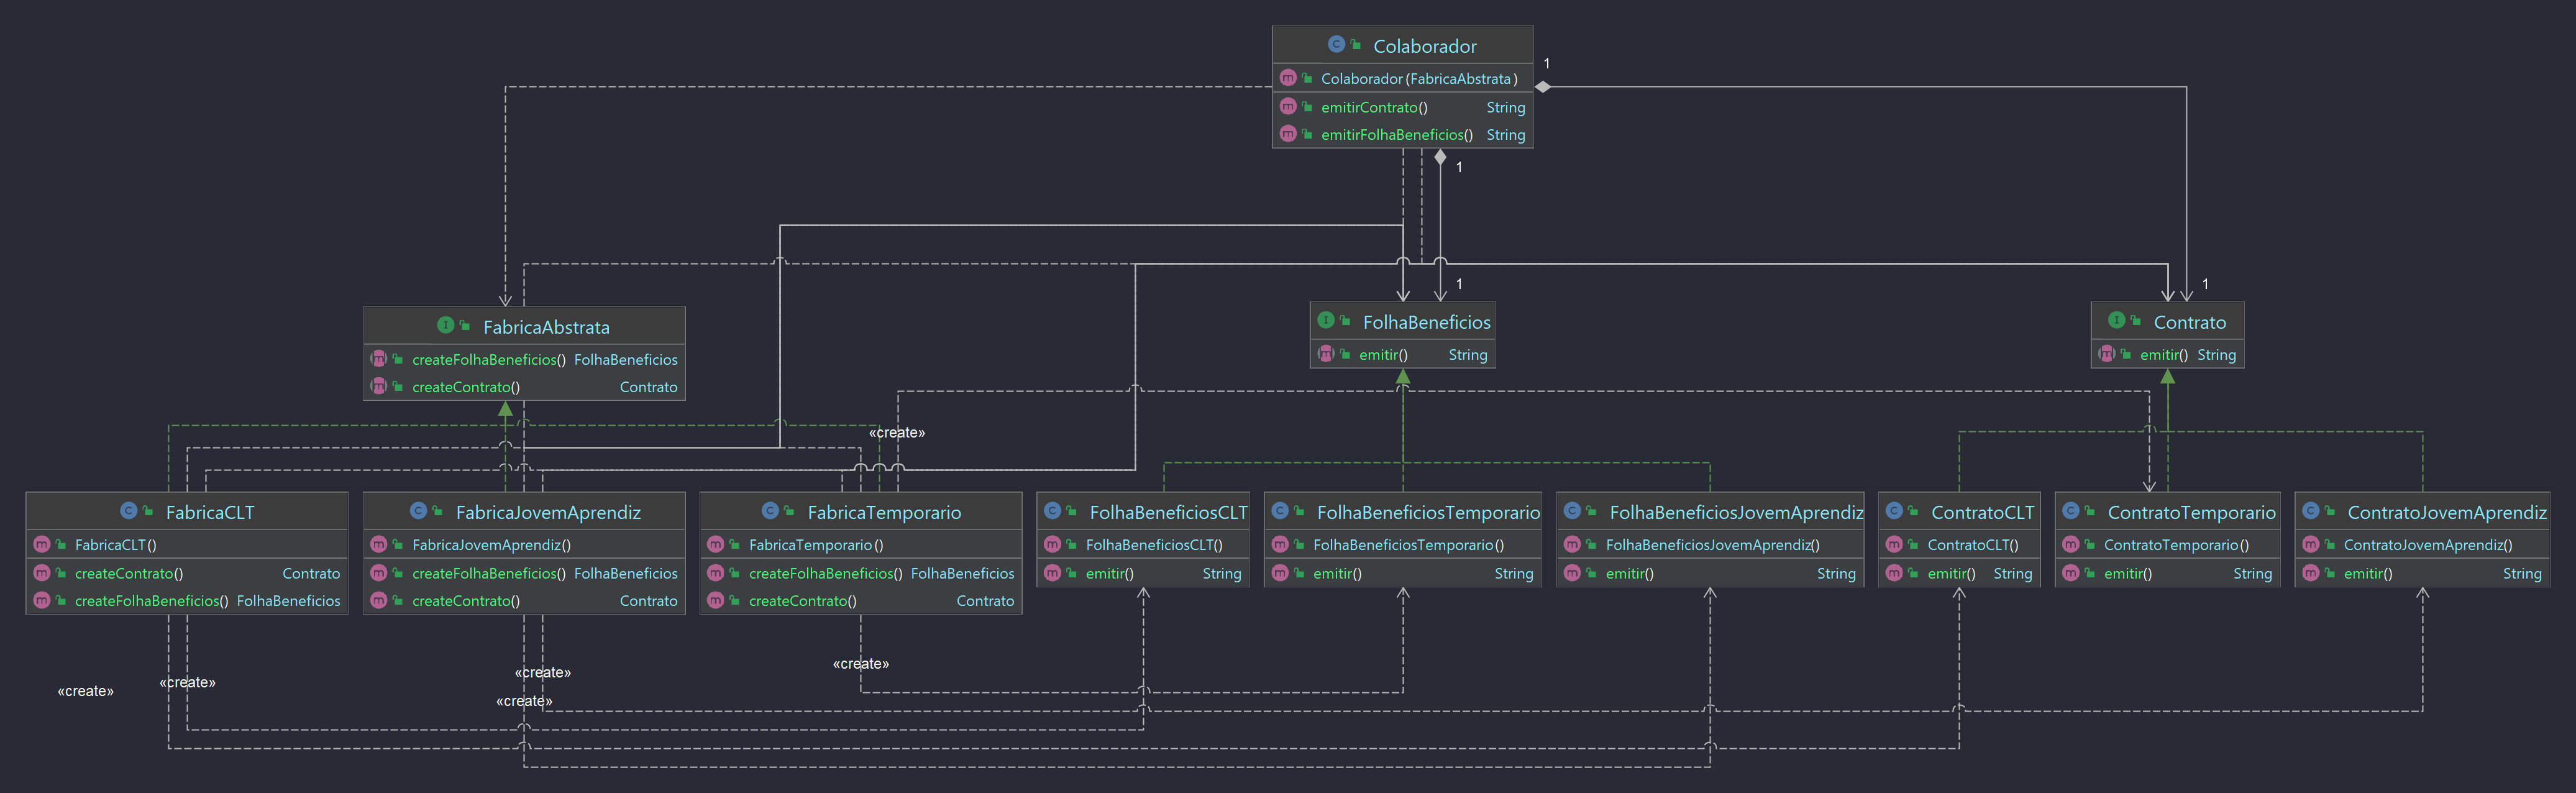 Colaborador
Colaborador(FabricaAbstrata)
emitirContrato() String
emitirFolhaBeneficios() String
1
1
1
1
FabricaAbstrata
createFolhaBeneficios() FolhaBeneficios
createContrato() Contrato
FolhaBeneficios
emitir() String
Contrato
emitir() String
«create»
FabricaCLT
FabricaCLT()
createContrato() Contrato
createFolhaBeneficios() FolhaBeneficios
FabricaJovemAprendiz
FabricaJovemAprendiz()
createFolhaBeneficios() FolhaBeneficios
createContrato() Contrato
FabricaTemporario
FabricaTemporario()
createFolhaBeneficios() FolhaBeneficios
createContrato() Contrato
FolhaBeneficiosCLT
FolhaBeneficiosCLT()
emitir() String
FolhaBeneficiosTemporario
FolhaBeneficiosTemporario()
emitir() String
FolhaBeneficiosJovemAprendiz
FolhaBeneficiosJovemAprendiz()
emitir() String
ContratoCLT
ContratoCLT()
emitir() String
ContratoTemporario
ContratoTemporario()
emitir() String
ContratoJovemAprendiz
ContratoJovemAprendiz()
emitir() String
«create»
«create»
«create»
«create»
«create»